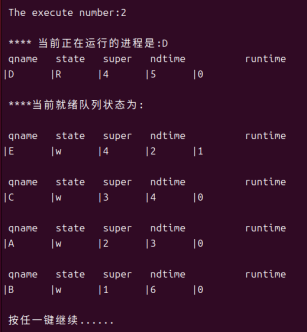 The execute number:2
**** 当前正在运行的进程是:D
qname state super ndtime runtime
|D |R |4 |5 |0
****当前就绪队列状态为:
qname state super ndtime runtime
|E |w |4 |2 |1
qname state super ndtime runtime
|C |w |3 |4 |0
qname state super ndtime runtime
|A |w |2 |3 |0
qname state super ndtime runtime
|B |w |1 |6 |0
按任一键继续......